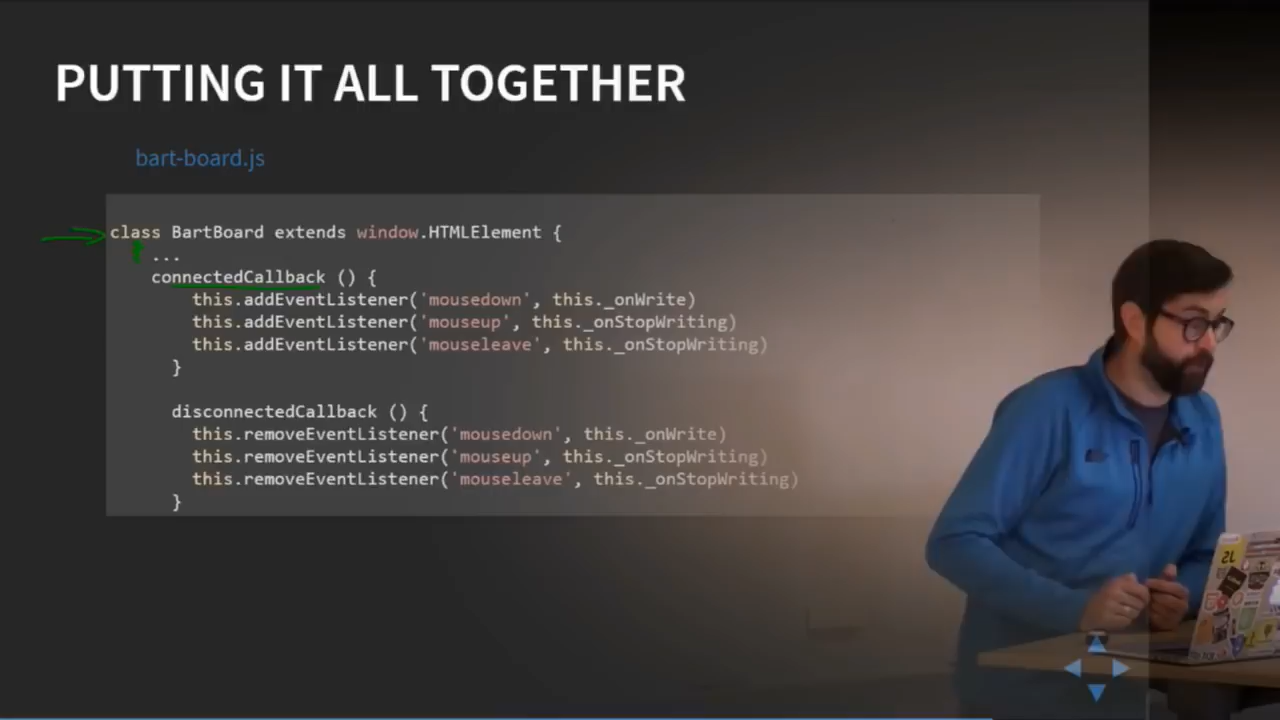 PUTTING IT ALL TOGETHER
bart-board.js
class BartBoard extends window.HTMLElement {
...
connectedCallback () {
this.addEventListener('mousedown', this._onWrite)
this.addEventListener('mouseup', this._onStopWriting)
this.addEventListener('mouseleave', this._onStopWriting)
}
disconnectedCallback () {
this.removeEventListener('mousedown', this._onWrite)
this.removeEventListener('mouseup', this._onStopWriting)
this.removeEventListener('mouseleave', this._onStopWriting)
}